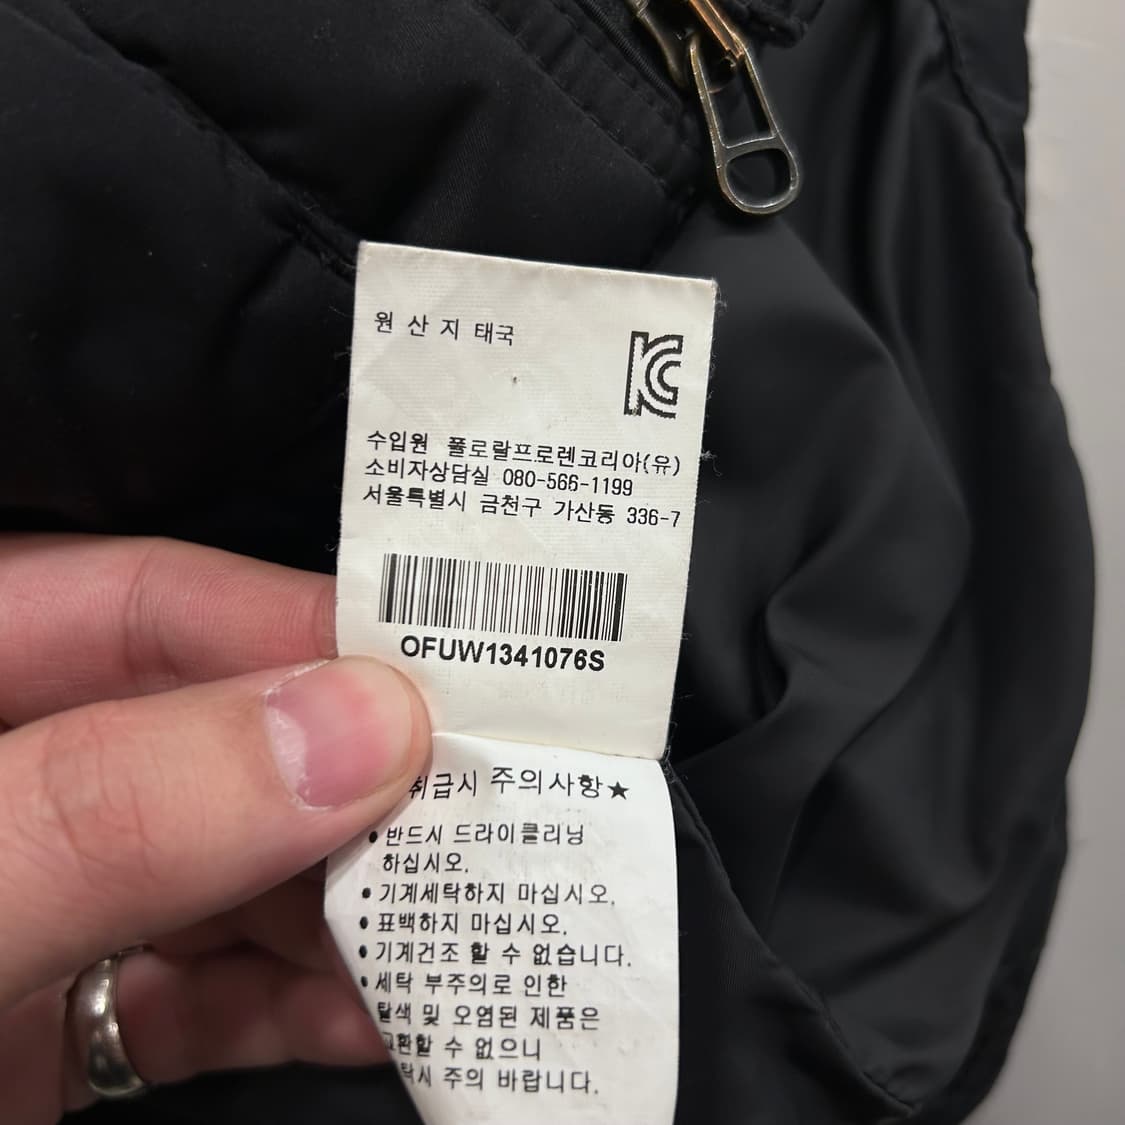 원 산 지 태국
KC
수입원 폴로랄프로렌코리아(유)
소비자상담실 080-566-1199
서울특별시 금천구 가산동 336-7
OFUW1341076S
취급시 주의사항★
• 반드시 드라이클리닝
하십시오.
• 기계세탁하지 마십시오.
• 표백하지 마십시오.
• 기계건조 할 수 없습니다.
• 세탁 부주의로 인한
탈색 및 오염된 제품은
교환할 수 없으니
주의 바랍니다.